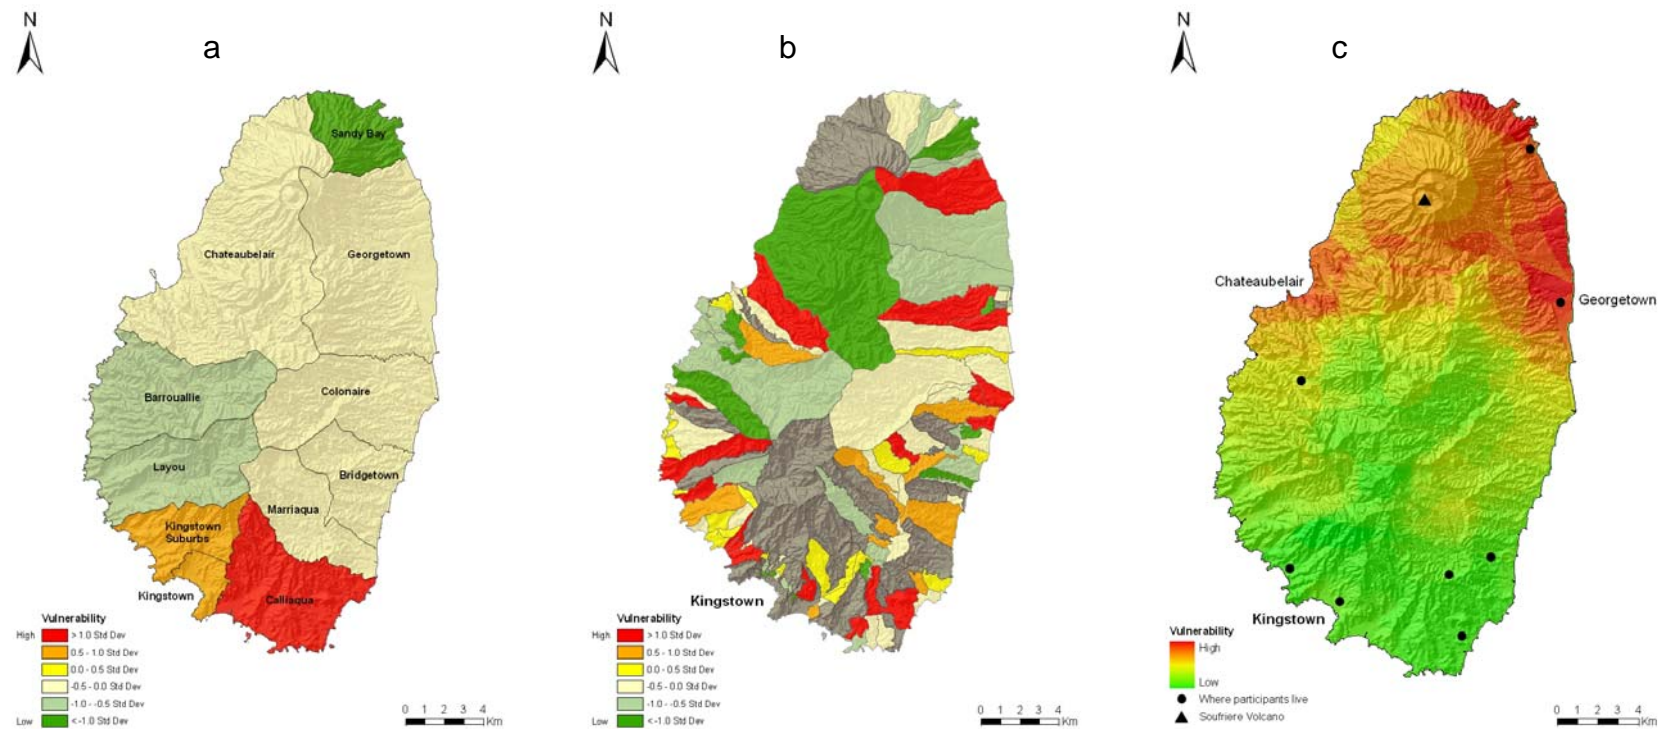 N
a
Sandy Bay
Chateaubelair
Georgetown
Barrouallie
Colonaire
Layou
Bridgetown
Marriaqua
Kingstown
Suburbs
Kingstown
Calliaqua
Vulnerability
High
> 1.0 Std Dev
0.5 - 1.0 Std Dev
0.0 - 0.5 Std Dev
-0.5 - 0.0 Std Dev
-1.0 - -0.5 Std Dev
Low
< -1.0 Std Dev
0 1 2 3 4
Km
N
b
Kingstown
Vulnerability
High
> 1.0 Std Dev
0.5 - 1.0 Std Dev
0.0 - 0.5 Std Dev
-0.5 - 0.0 Std Dev
-1.0 - -0.5 Std Dev
Low
< -1.0 Std Dev
0 1 2 3 4
Km
N
c
Chateaubelair
Georgetown
Kingstown
Vulnerability
High
Low
Where participants live
Soufriere Volcano
0 1 2 3 4
Km